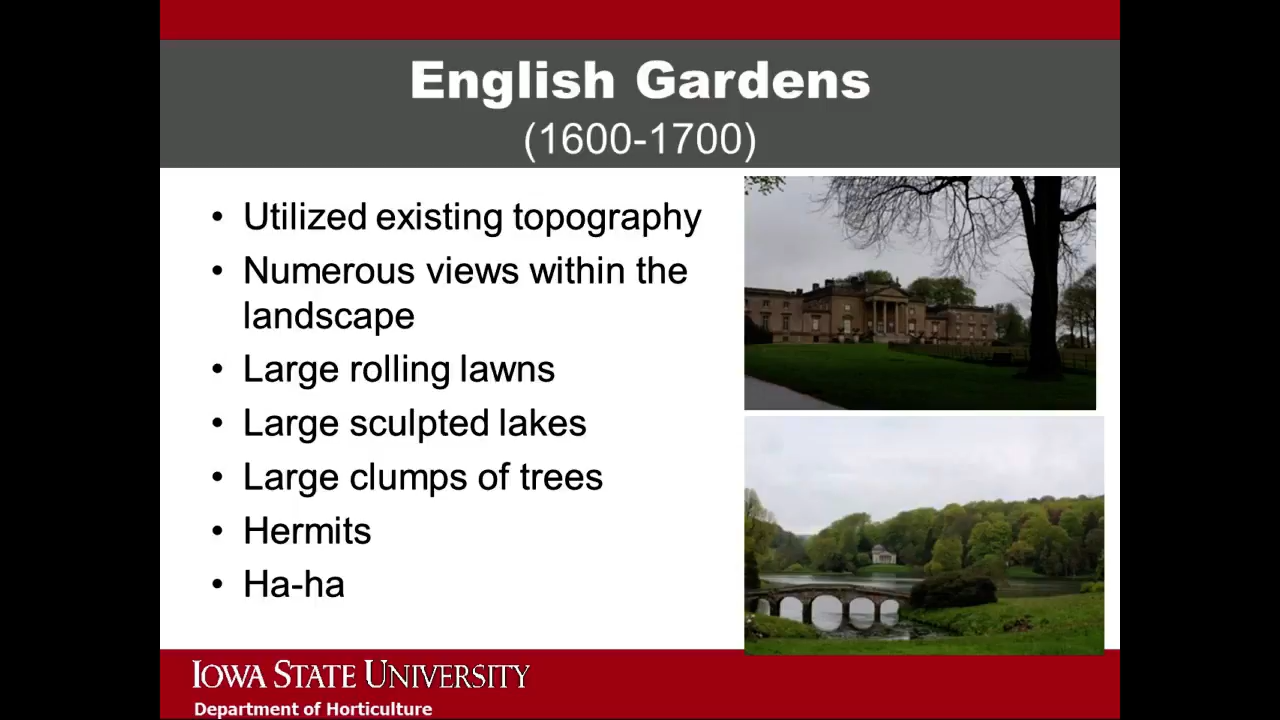 English Gardens
(1600-1700)
• Utilized existing topography
• Numerous views within the
landscape
• Large rolling lawns
• Large sculpted lakes
• Large clumps of trees
• Hermits
• Ha-ha
IOWA STATE UNIVERSITY
Department of Horticulture